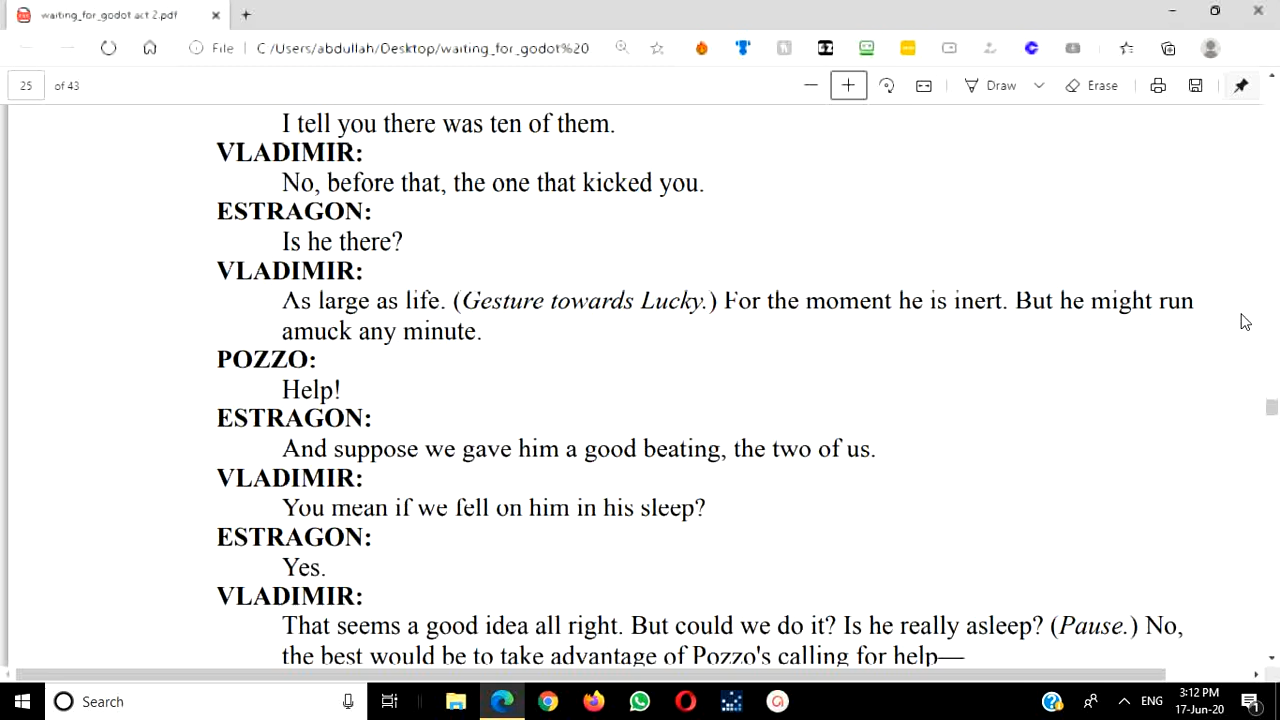 waiting_for_godot act 2.pdf
File C:/Users/abdullah/Desktop/waiting_for_godot%20
25 of 43 Draw Erase
I tell you there was ten of them.
VLADIMIR:
No, before that, the one that kicked you.
ESTRAGON:
Is he there?
VLADIMIR:
As large as life. (Gesture towards Lucky.) For the moment he is inert. But he might run
amuck any minute.
POZZO:
Help!
ESTRAGON:
And suppose we gave him a good beating, the two of us.
VLADIMIR:
You mean if we fell on him in his sleep?
ESTRAGON:
Yes.
VLADIMIR:
That seems a good idea all right. But could we do it? Is he really asleep? (Pause.) No,
the best would be to take advantage of Pozzo's calling for help—
Search ENG 3:12 PM
17-Jun-20